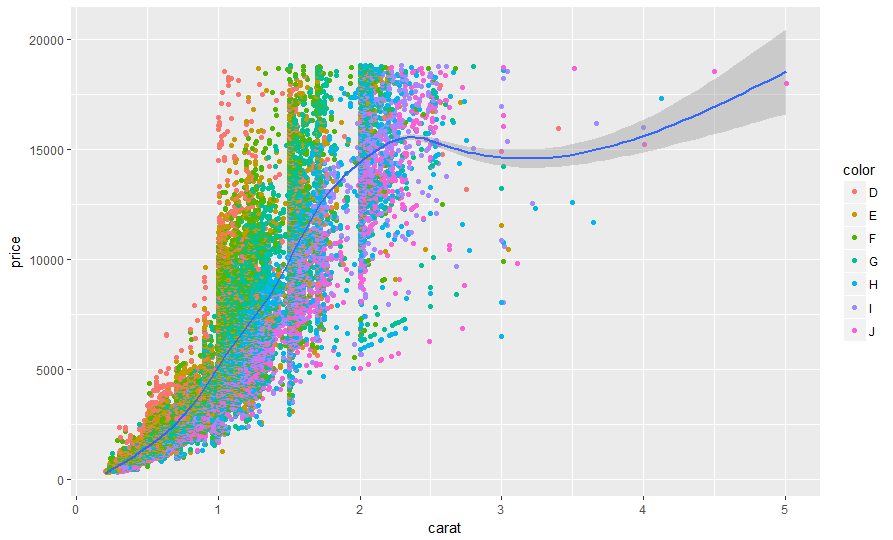 20000
15000
10000
5000
0
price
0 1 2 3 4 5
carat
color
D
E
F
G
H
I
J